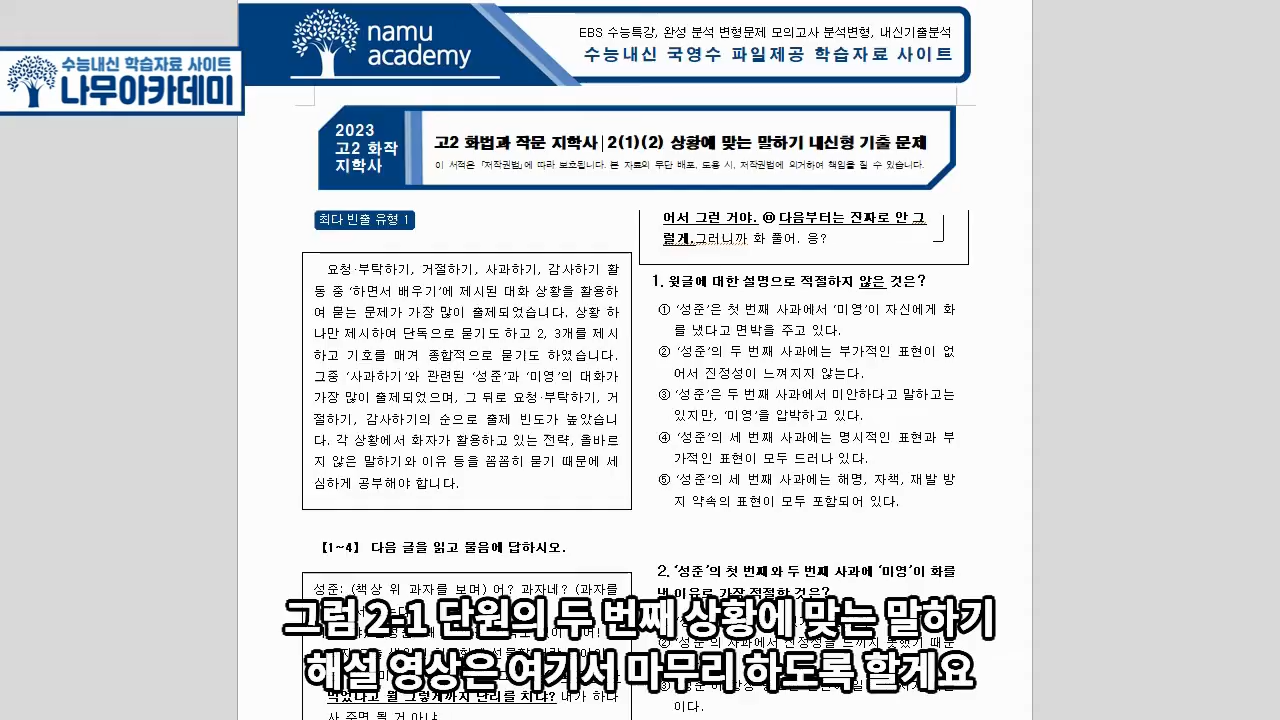 namu
academy
EBS 수능특강, 완성 분석 변형문제 모의고사 분석변형, 내신기출분석
수능내신 국영수 파일제공 학습자료 사이트
수능내신 학습자료 사이트
나무아카데미
2023
고2 화작
지학사
고2 화법과 작문 지학사 2(1)(2) 상황에 맞는 말하기 내신형 기출 문제
이 서적은 「저작권법」에 따라 보호됩니다. 본 자료의 무단 배포, 도용 시, 저작권법에 의거하여 책임을 질 수 있습니다.
최다 빈출 유형 1
요청·부탁하기, 거절하기, 사과하기, 감사하기 활
동 중 ‘하면서 배우기’에 제시된 대화 상황을 활용하
여 묻는 문제가 가장 많이 출제되었습니다. 상황 하
나만 제시하여 단독으로 묻기도 하고 2, 3개를 제시
하고 기호를 매겨 종합적으로 묻기도 하였습니다.
그중 ‘사과하기’와 관련된 ‘성준’과 ‘미영’의 대화가
가장 많이 출제되었으며, 그 뒤로 요청·부탁하기, 거
절하기, 감사하기의 순으로 출제 빈도가 높았습니
다. 각 상황에서 화자가 활용하고 있는 전략, 올바르
지 않은 말하기와 이유 등을 꼼꼼히 묻기 때문에 세
심하게 공부해야 합니다.
【1~4】 다음 글을 읽고 물음에 답하시오.
성준: (책상 위 과자를 보며) 어? 과자네? (과자를
먹었다고 뭘 그렇게까지 난리를 치냐? 내가 하나
사 주면 될 거 아냐.
어서 그런 거야. ⓔ다음부터는 진짜로 안 그
럴게. 그러니까 화 풀어. 응?
1. 윗글에 대한 설명으로 적절하지 않은 것은?
① ‘성준’은 첫 번째 사과에서 ‘미영’이 자신에게 화
를 냈다고 면박을 주고 있다.
② ‘성준’의 두 번째 사과에는 부가적인 표현이 없
어서 진정성이 느껴지지 않는다.
③ ‘성준’은 두 번째 사과에서 미안하다고 말하고는
있지만, ‘미영’을 압박하고 있다.
④ ‘성준’의 세 번째 사과에는 명시적인 표현과 부
가적인 표현이 모두 드러나 있다.
⑤ ‘성준’의 세 번째 사과에는 해명, 자책, 재발 방
지 약속의 표현이 모두 포함되어 있다.
2. ‘성준’의 첫 번째와 두 번째 사과에 ‘미영’이 화를
낸 이유로 가장 적절한 것은?
이다.
그럼 2-1 단원의 두 번째 상황에 맞는 말하기
해설 영상은 여기서 마무리 하도록 할게요